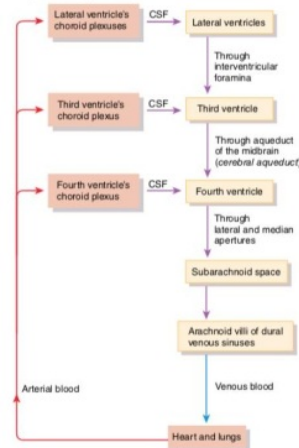 Lateral ventricle's
choroid plexuses
CSF
Lateral ventricles
Through
interventricular
foramina
Third ventricle's
choroid plexus
CSF
Third ventricle
Through aqueduct
of the midbrain
(cerebral aqueduct)
Fourth ventricle's
choroid plexus
CSF
Fourth ventricle
Through
lateral and median
apertures
Subarachnoid space
Arachnoid villi of dural
venous sinuses
Arterial blood
Venous blood
Heart and lungs